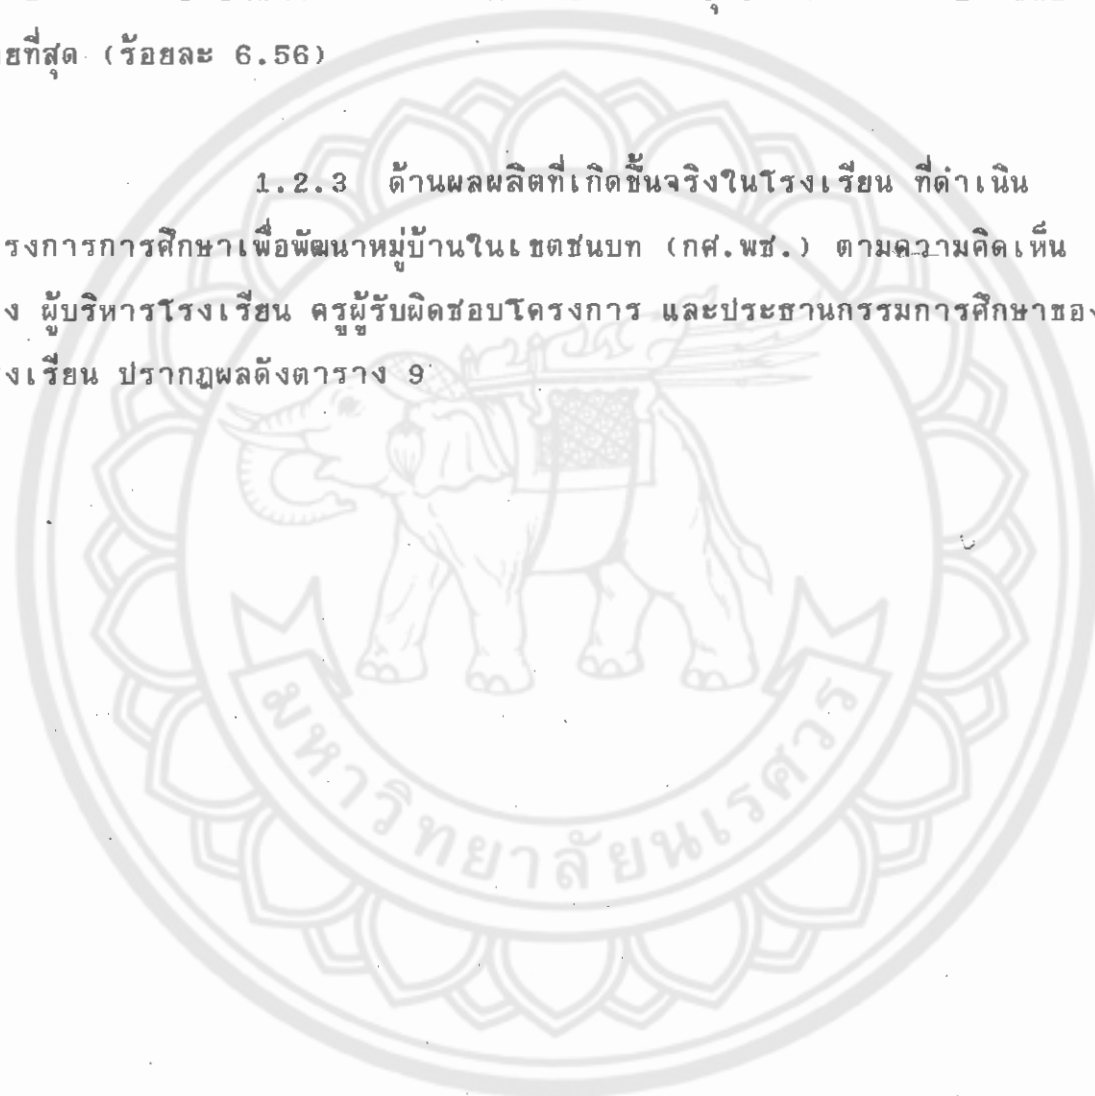 ยที่สุด (ร้อยละ 6.56)
1.2.3 ด้านผลผลิตที่เกิดขึ้นจริงในโรงเรียน ที่ดำเนิน
รงการการศึกษาเพื่อพัฒนาหมู่บ้านในเขตชนบท (กศ.พช.) ตามความคิดเห็น
ง ผู้บริหารโรงเรียน ครูผู้รับผิดชอบโครงการ และประธานกรรมการศึกษาของ
งเรียน ปรากฏผลดังตาราง 9
มหาวิทยาลัยนเรศวร